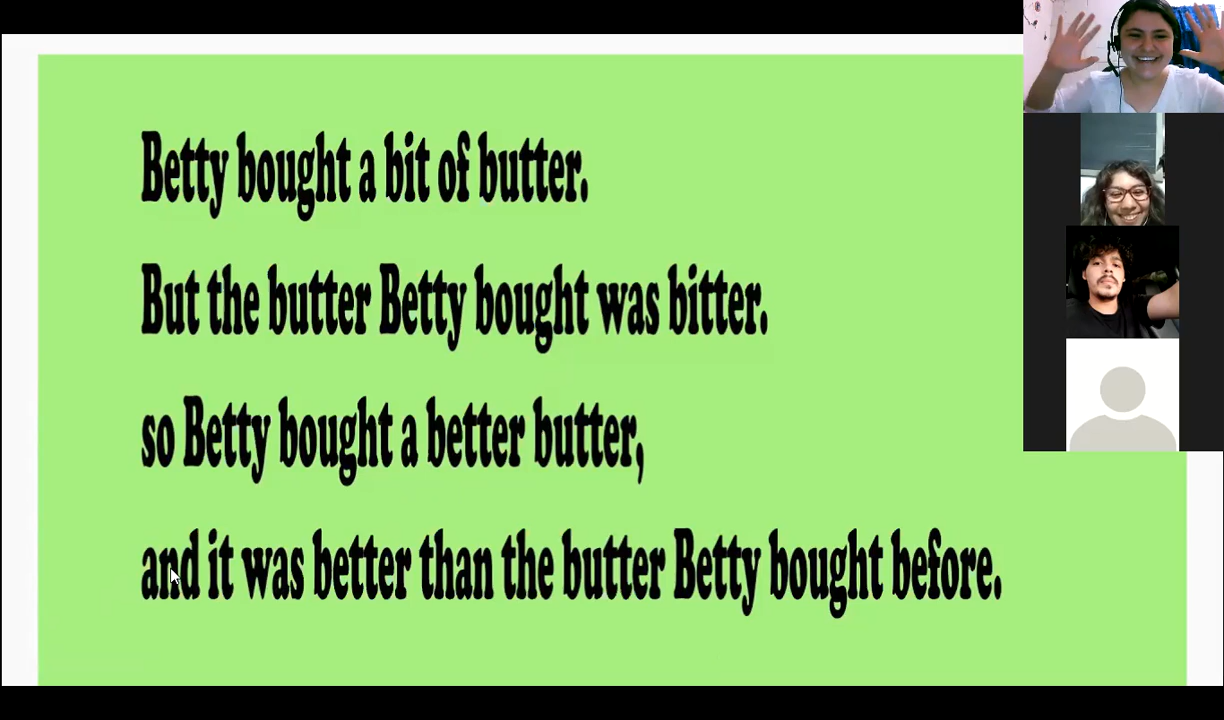 Betty bought a bit of butter.
But the butter Betty bought was bitter.
so Betty bought a better butter,
and it was better than the butter Betty bought before.